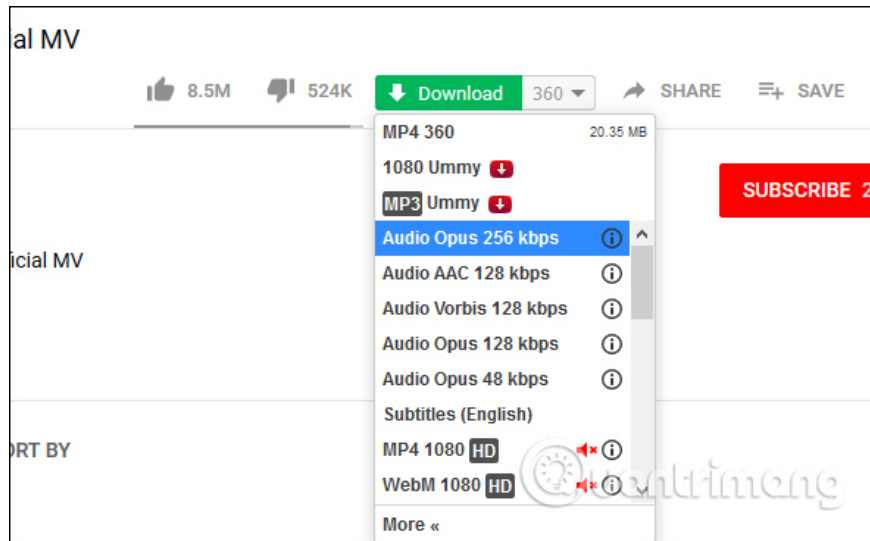 ial MV
8.5M 524K Download 360 SHARE SAVE
MP4 360 20.35 MB
1080 Ummy
MP3 Ummy
SUBSCRIBE 2
Audio Opus 256 kbps
icial MV
Audio AAC 128 kbps
Audio Vorbis 128 kbps
Audio Opus 128 kbps
Audio Opus 48 kbps
Subtitles (English)
ORT BY
MP4 1080 HD
WebM 1080 HD
Quantrimang
More «